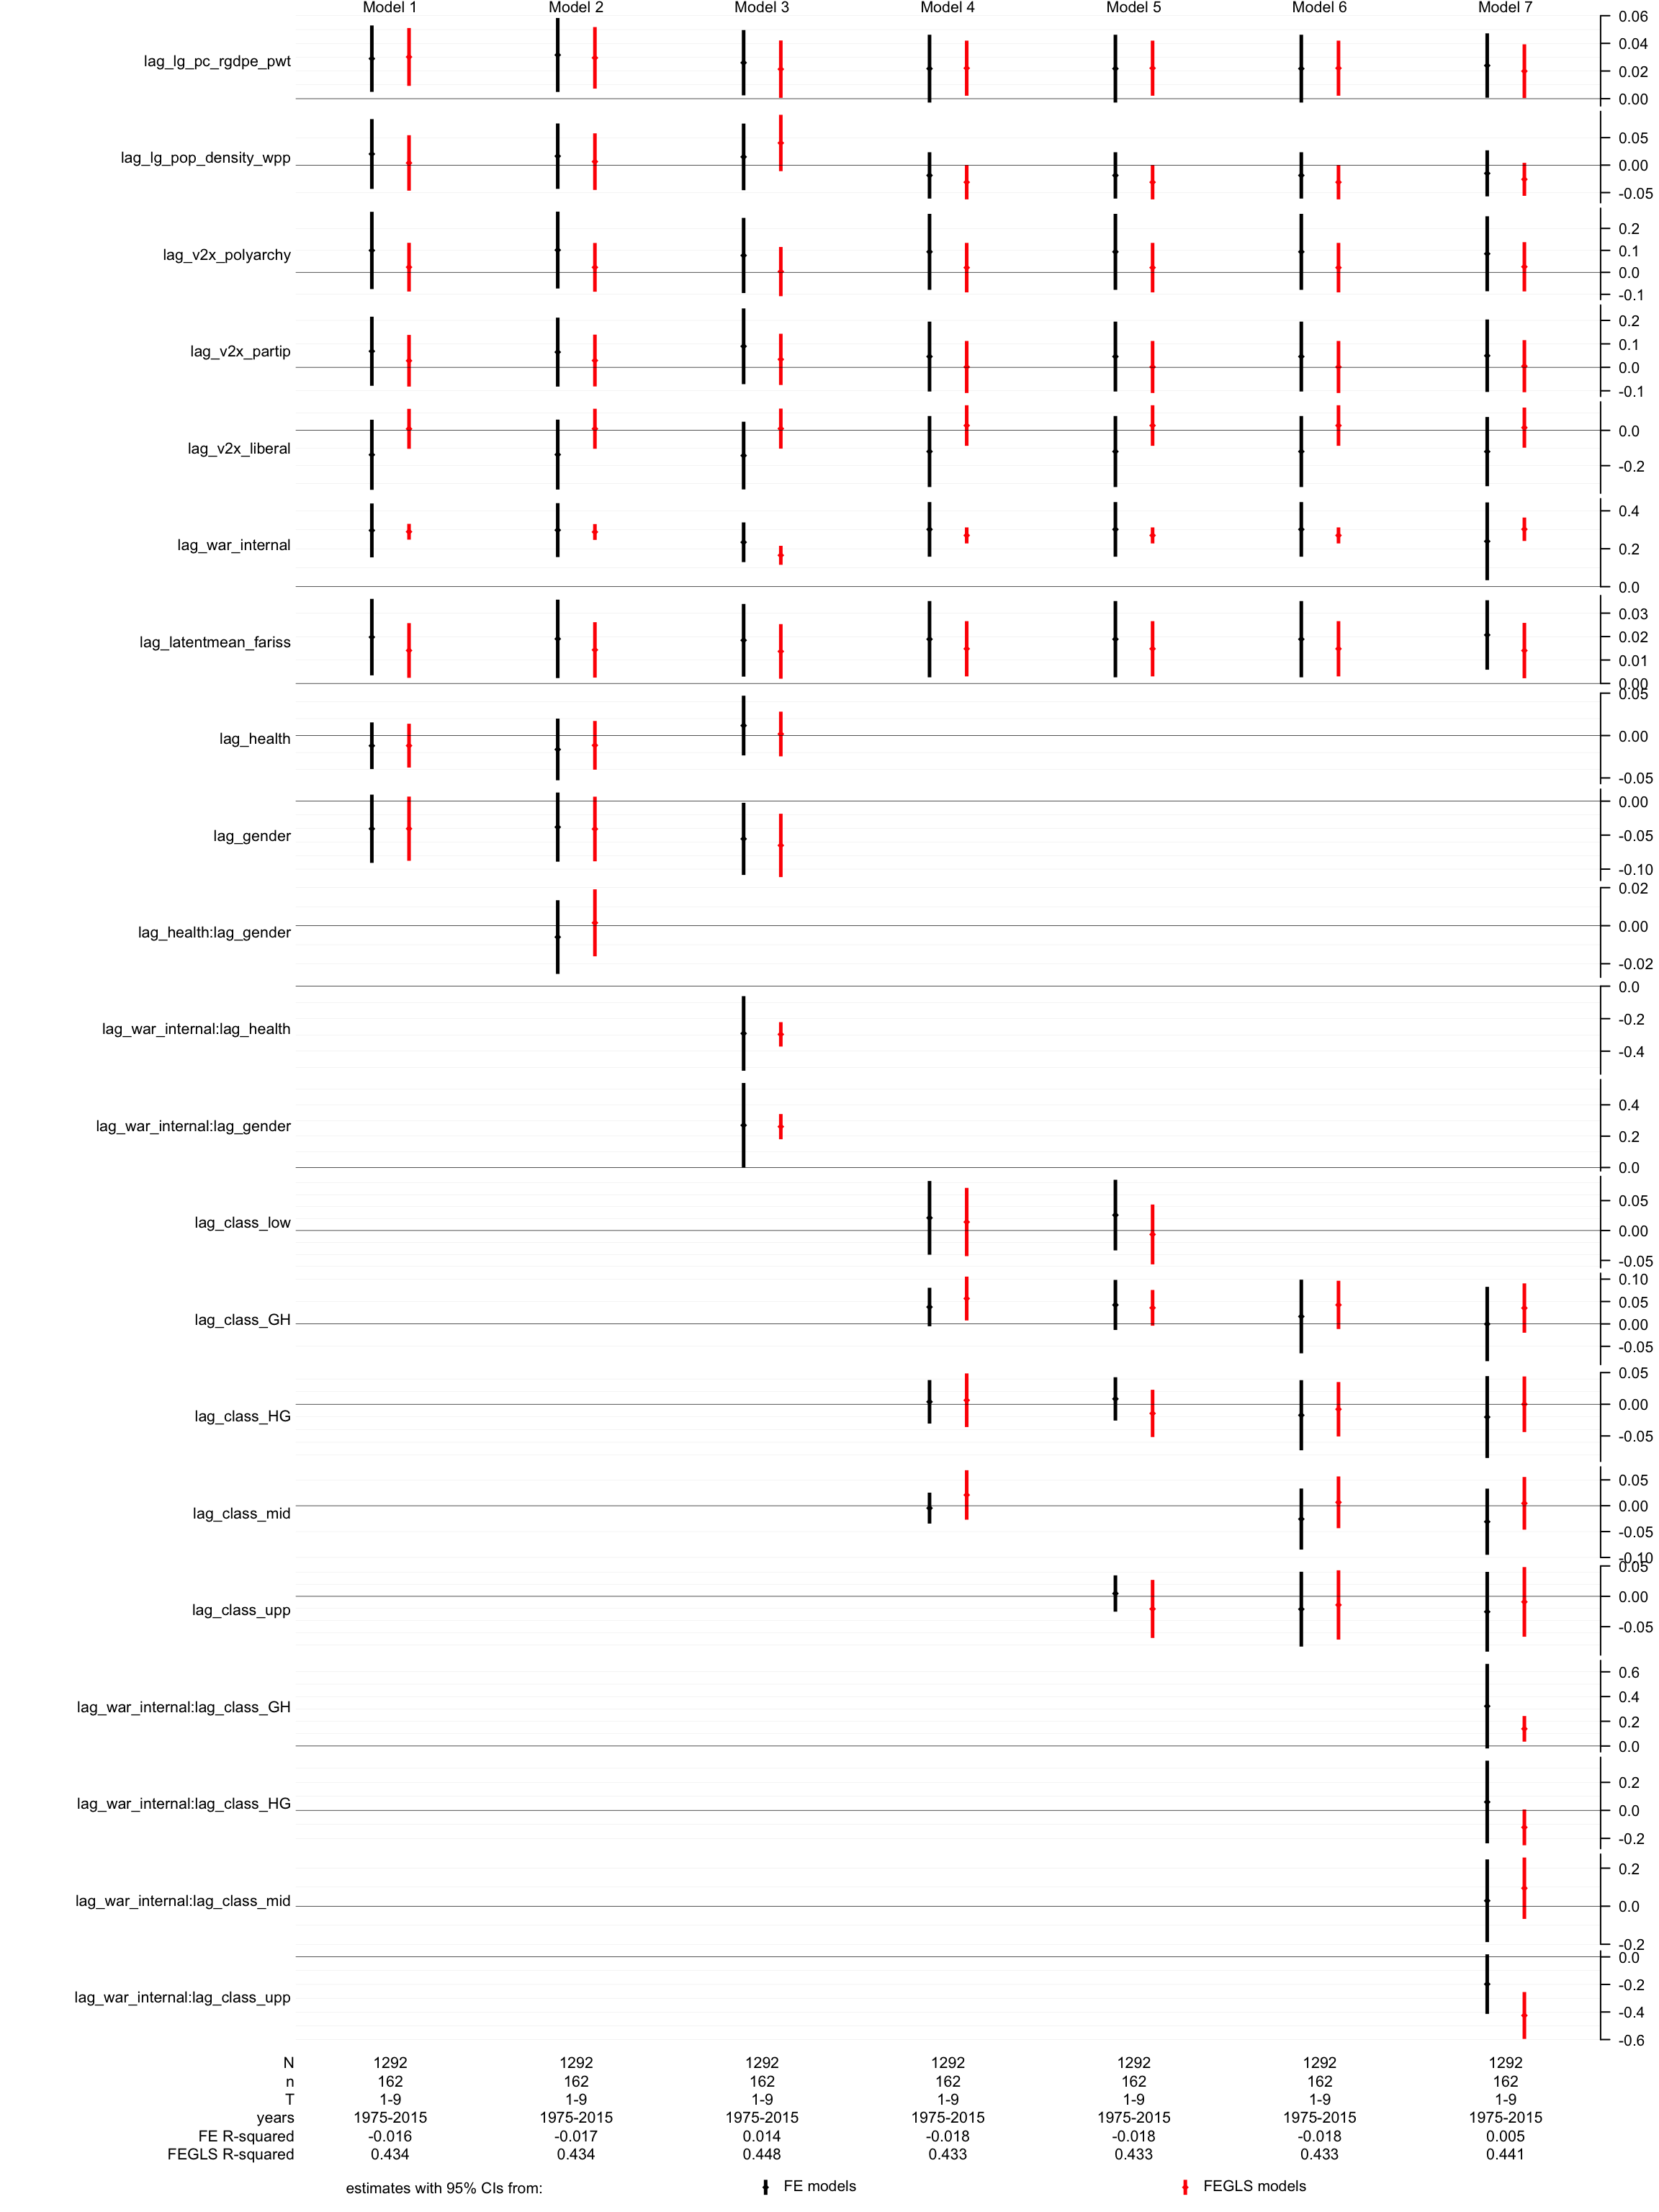 Model 1 Model 2 Model 3 Model 4 Model 5 Model 6 Model 7
lag_lg_pc_rgdpe_pwt
0.06
0.04
0.02
0.00
lag_lg_pop_density_wpp
0.05
0.00
-0.05
lag_v2x_polyarchy
0.2
0.1
0.0
-0.1
lag_v2x_partip
0.2
0.1
0.0
-0.1
lag_v2x_liberal
0.0
-0.2
lag_war_internal
0.4
0.2
0.0
lag_latentmean_fariss
0.03
0.02
0.01
0.00
lag_health
0.05
0.00
-0.05
lag_gender
0.00
-0.05
-0.10
lag_health:lag_gender
0.02
0.00
-0.02
lag_war_internal:lag_health
0.0
-0.2
-0.4
lag_war_internal:lag_gender
0.4
0.2
0.0
lag_class_low
0.05
0.00
-0.05
lag_class_GH
0.10
0.05
0.00
-0.05
lag_class_HG
0.05
0.00
-0.05
lag_class_mid
0.05
0.00
-0.05
-0.10
lag_class_upp
0.05
0.00
-0.05
lag_war_internal:lag_class_GH
0.6
0.4
0.2
0.0
lag_war_internal:lag_class_HG
0.2
0.0
-0.2
lag_war_internal:lag_class_mid
0.2
0.0
-0.2
lag_war_internal:lag_class_upp
0.0
-0.2
-0.4
-0.6
N 1292 1292 1292 1292 1292 1292 1292
n 162 162 162 162 162 162 162
T 1-9 1-9 1-9 1-9 1-9 1-9 1-9
years 1975-2015 1975-2015 1975-2015 1975-2015 1975-2015 1975-2015 1975-2015
FE R-squared -0.016 -0.017 0.014 -0.018 -0.018 -0.018 0.005
FEGLS R-squared 0.434 0.434 0.448 0.433 0.433 0.433 0.441
estimates with 95% CIs from: FE models FEGLS models